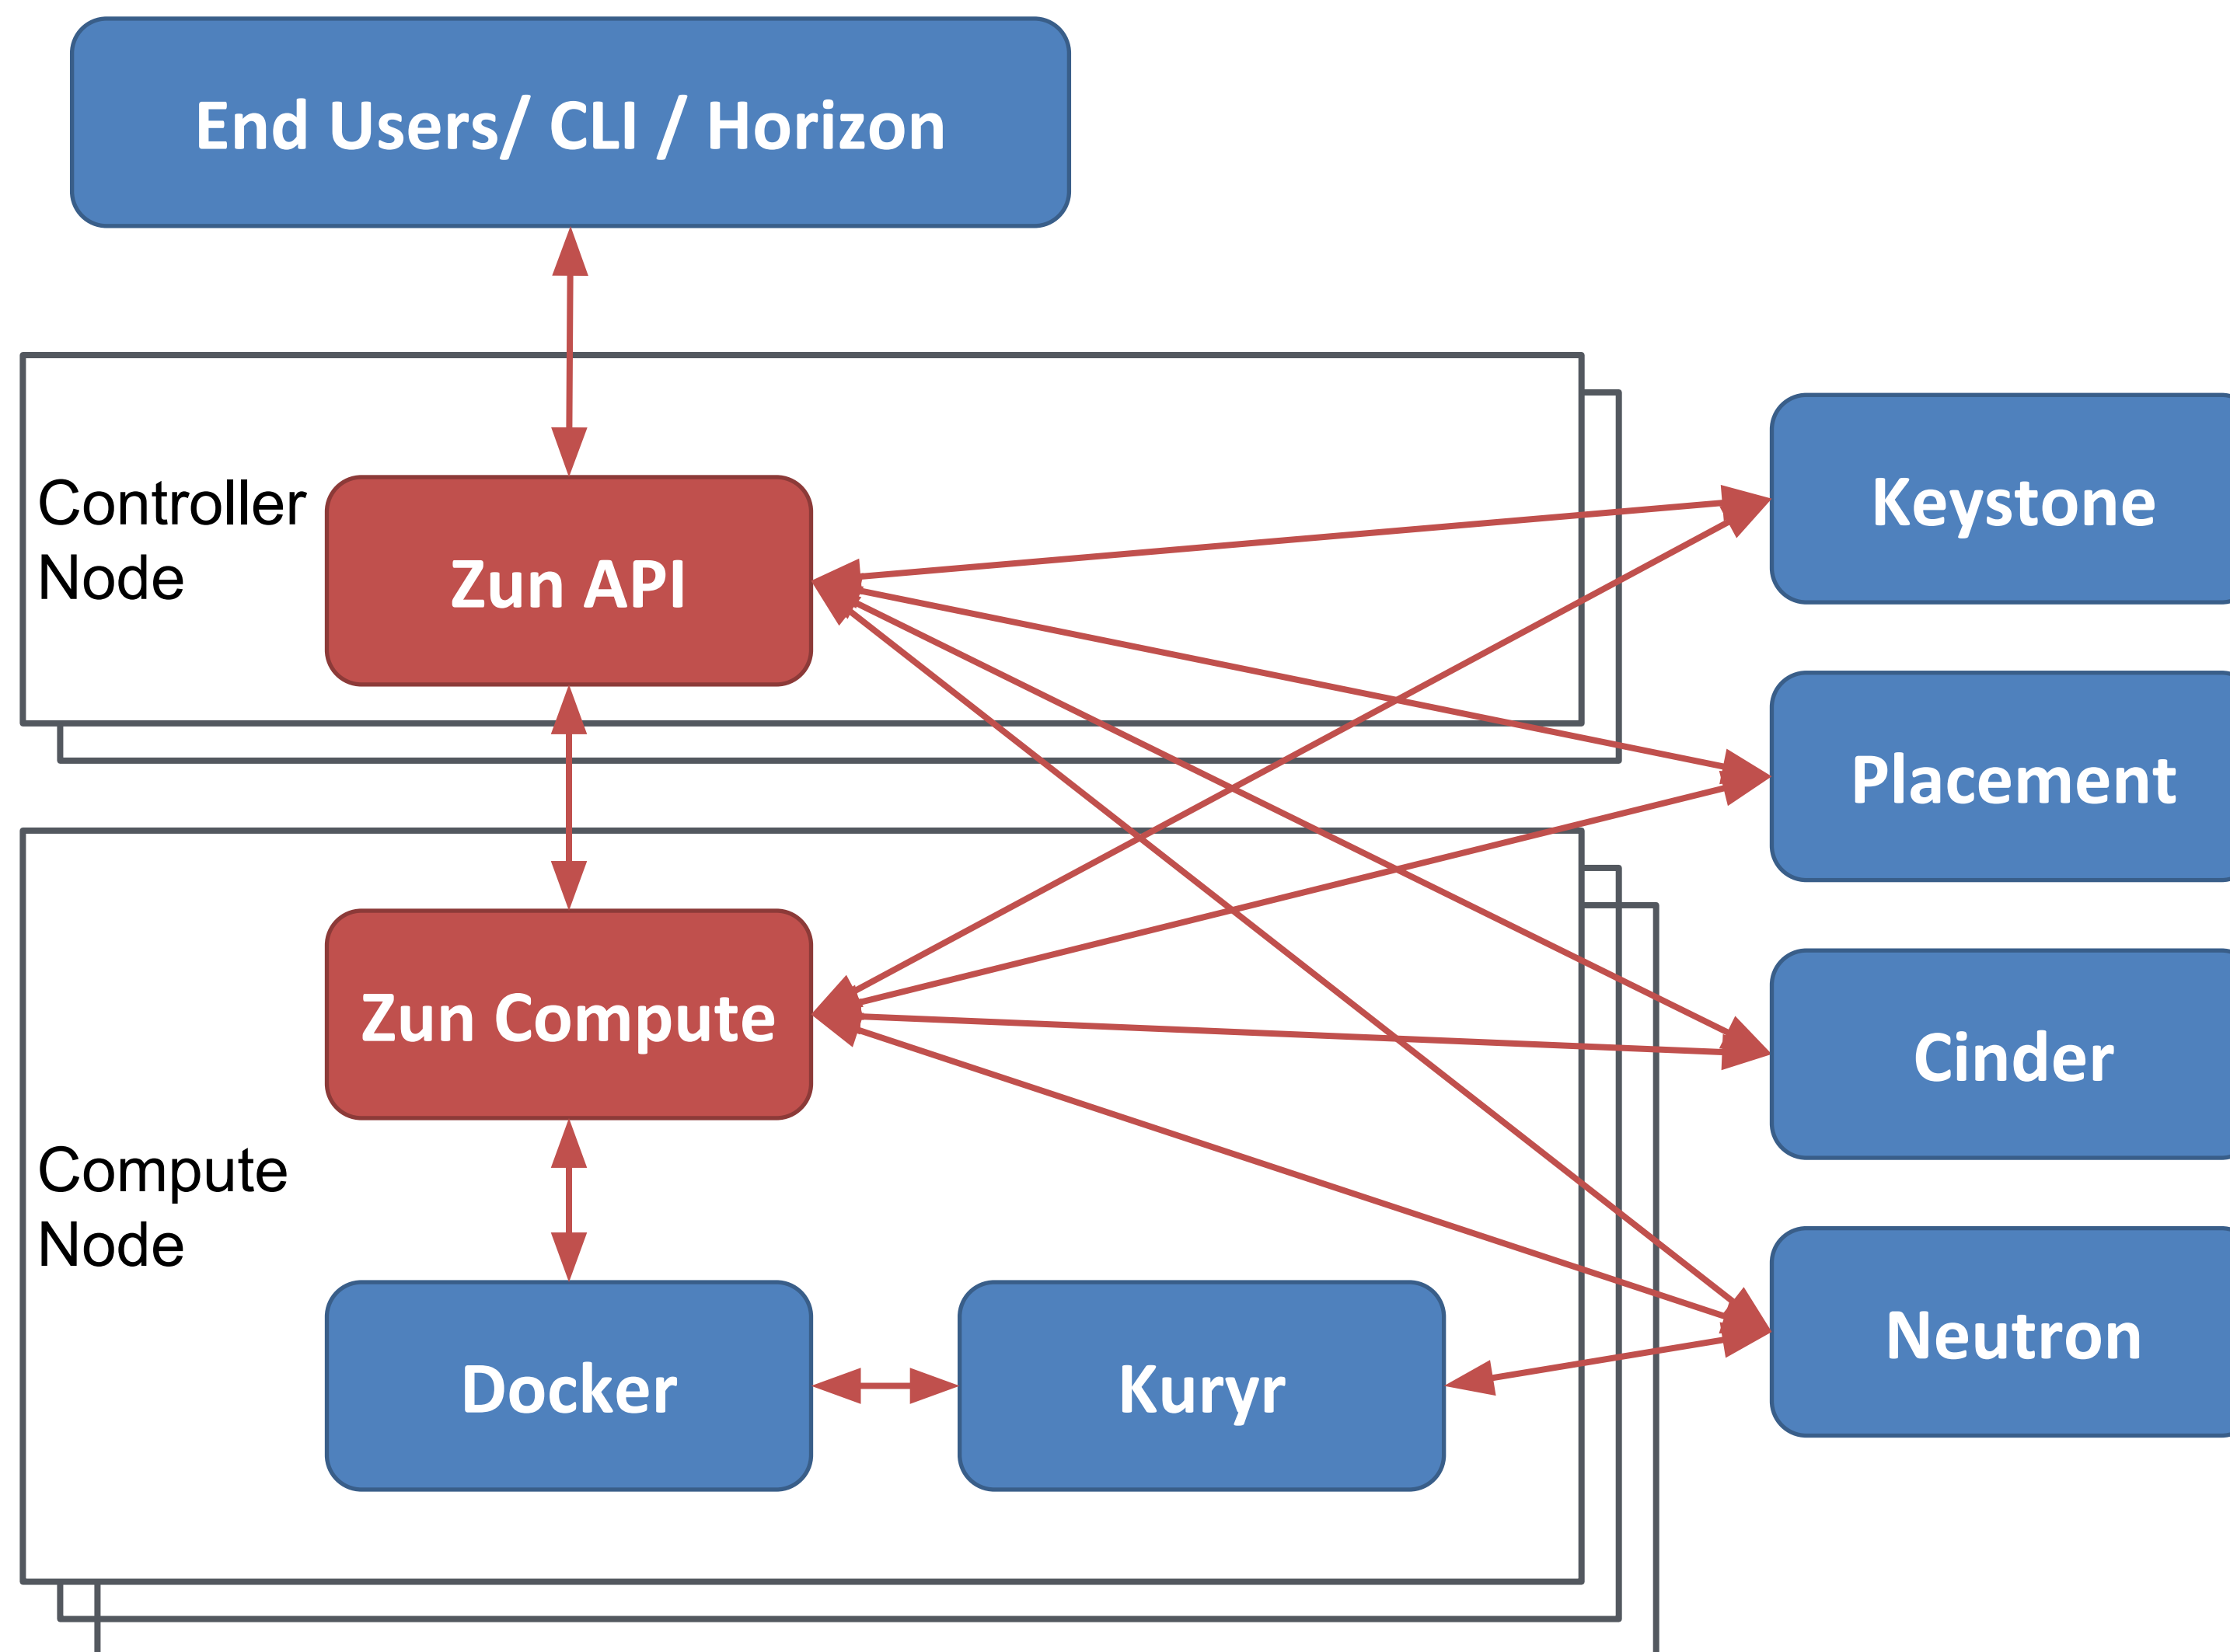 End Users/ CLI / Horizon
Controller
Node
Zun API
Keystone
Placement
Zun Compute
Cinder
Compute
Node
Neutron
Docker
Kuryr